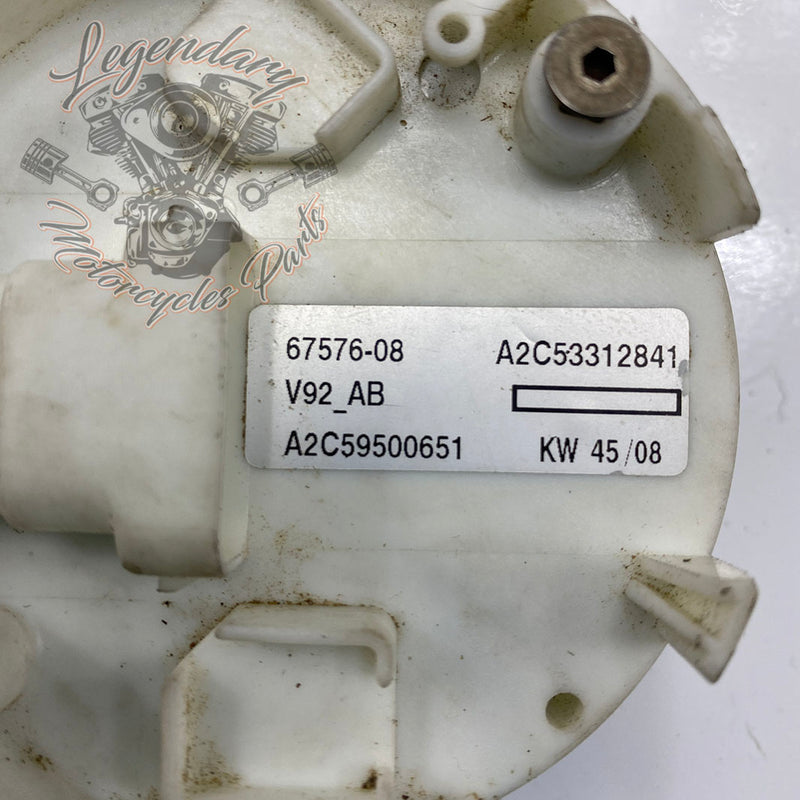 Legendary
Motorcycles Parts
67576-08 A2C53312841
V92_AB
A2C59500651 KW 45/08